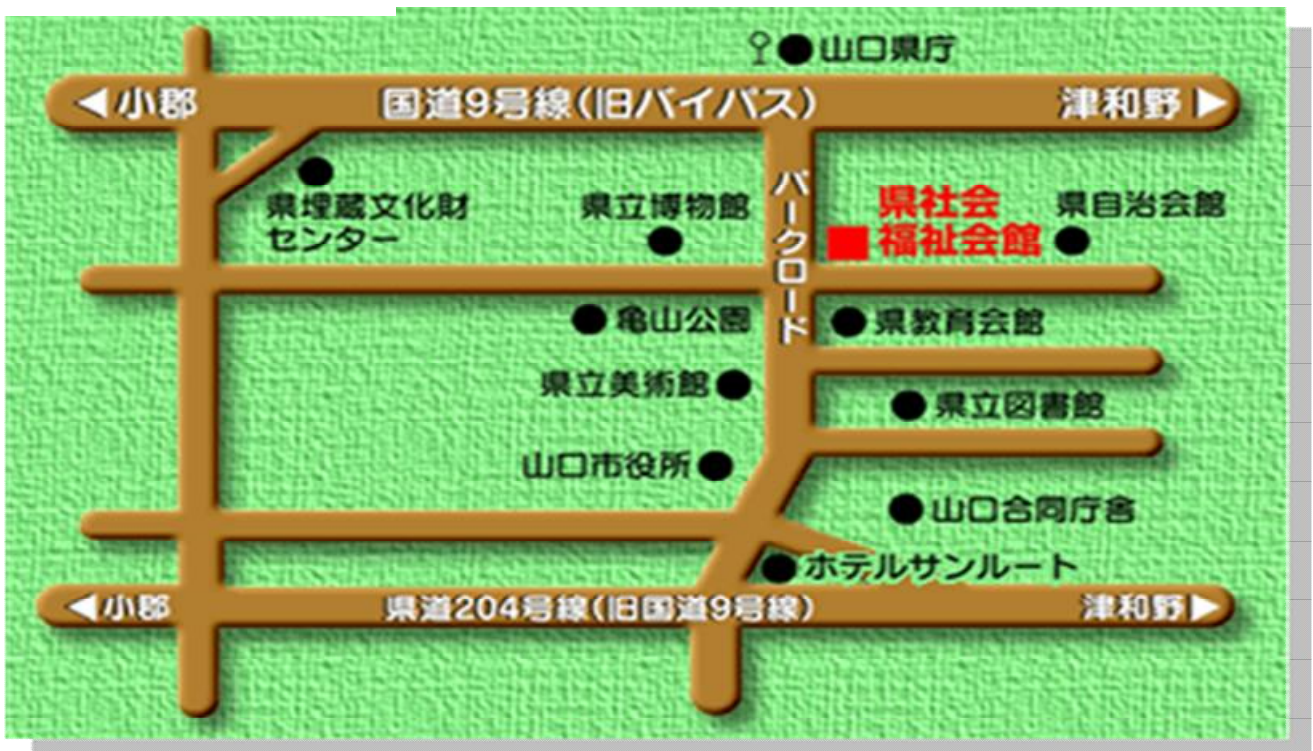 山口県庁
小郡
国道9号線(旧バイパス)
津和野
県埋蔵文化財
センター
県立博物館
パークロード
県社会
福祉会館
県自治会館
亀山公園
県教育会館
県立美術館
県立図書館
山口市役所
山口合同庁舎
ホテルサンルート
小郡
県道204号線(旧国道9号線)
津和野